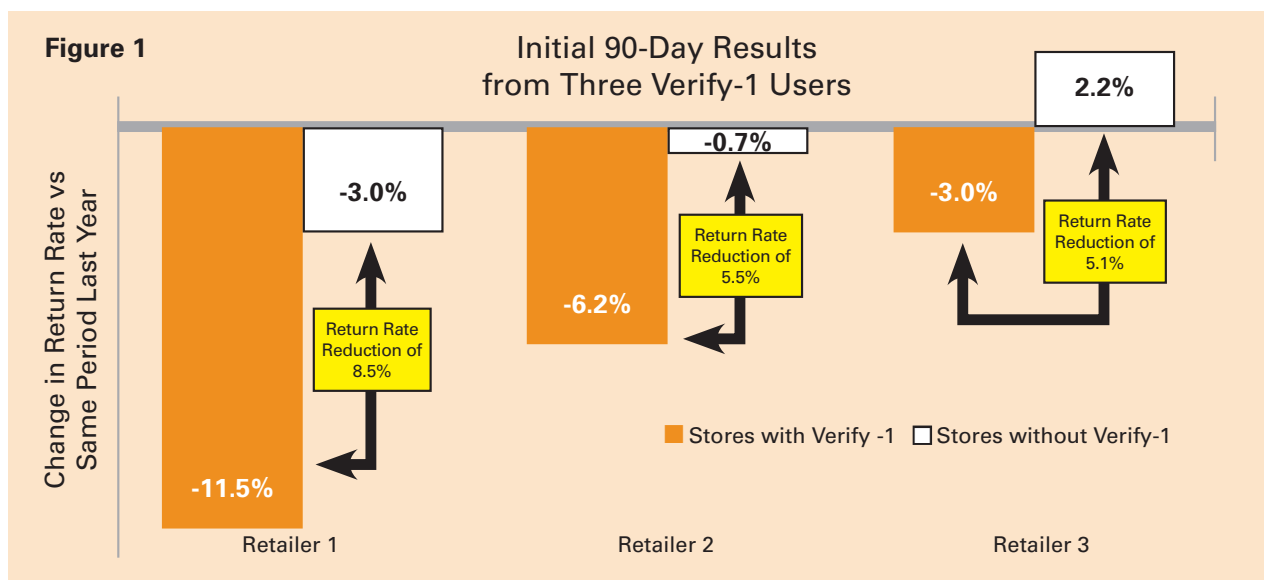 Figure 1
Initial 90-Day Results
from Three Verify-1 Users
Change in Return Rate vs
Same Period Last Year
-11.5%
-3.0%
Return Rate
Reduction of
8.5%
-6.2%
-0.7%
Return Rate
Reduction of
5.5%
-3.0%
2.2%
Return Rate
Reduction of
5.1%
Stores with Verify -1
Stores without Verify-1
Retailer 1
Retailer 2
Retailer 3